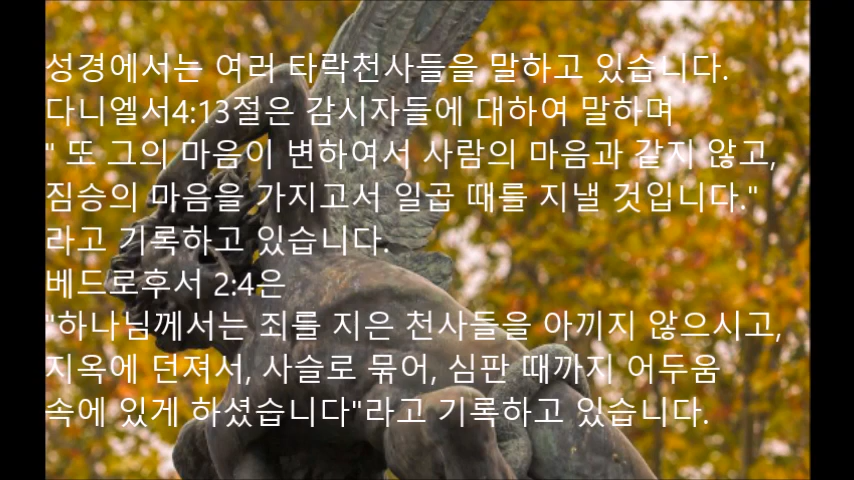 성경에서는 여러 타락천사들을 말하고 있습니다.
다니엘서4:13절은 감시자들에 대하여 말하며
" 또 그의 마음이 변하여서 사람의 마음과 같지 않고,
짐승의 마음을 가지고서 일곱 때를 지낼 것입니다."
라고 기록하고 있습니다.
베드로후서 2:4은
"하나님께서는 죄를 지은 천사들을 아끼지 않으시고,
지옥에 던져서, 사슬로 묶어, 심판 때까지 어두움
속에 있게 하셨습니다"라고 기록하고 있습니다.